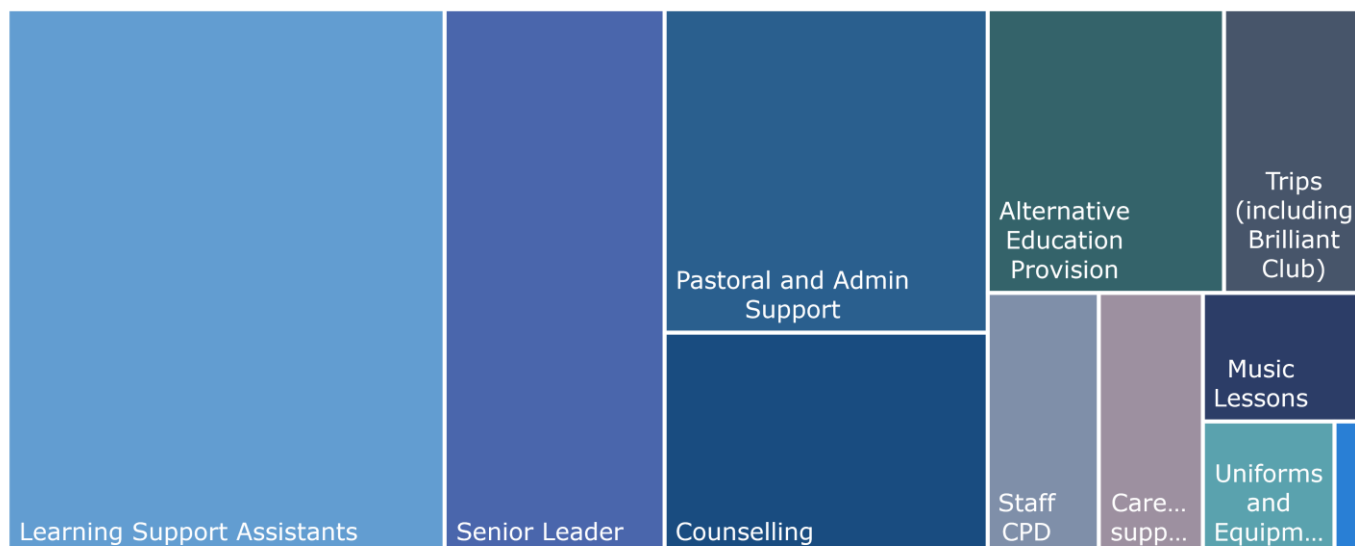 Learning Support Assistants
Senior Leader
Pastoral and Admin
Support
Counselling
Alternative
Education
Provision
Trips
(including
Brilliant
Club)
Staff
CPD
Care...
supp...
Music
Lessons
Uniforms
and
Equipm...